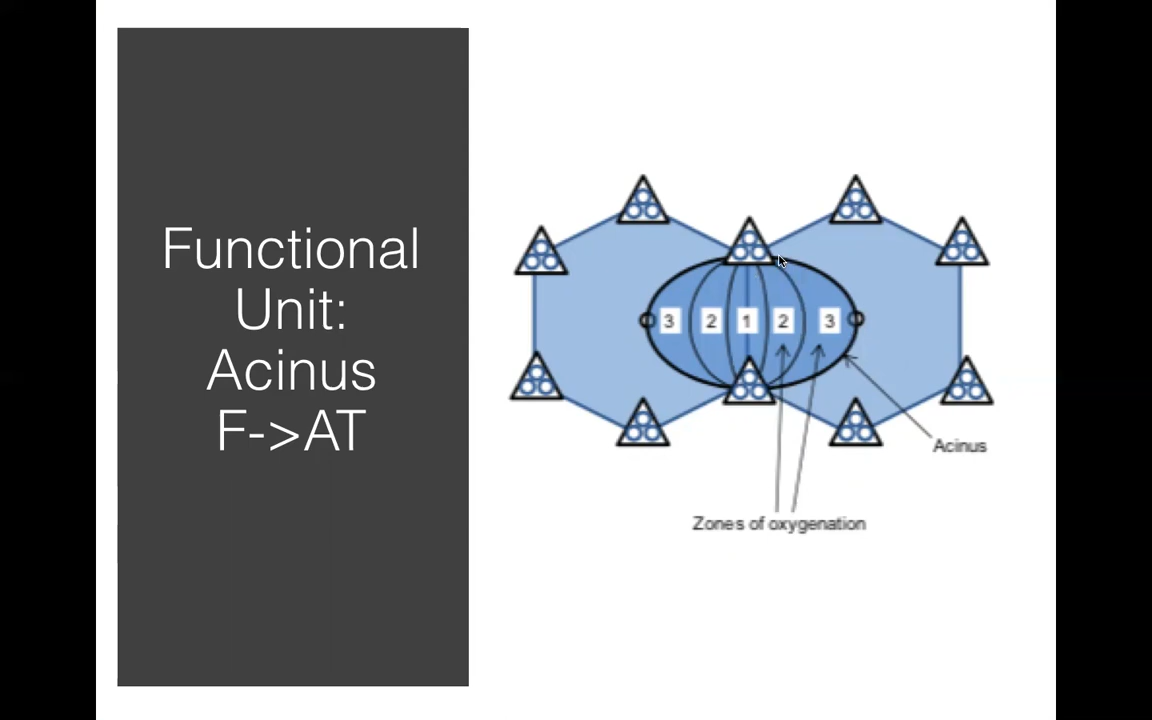 Functional
Unit:
Acinus
F->AT
3 2 1 2 3
Acinus
Zones of oxygenation